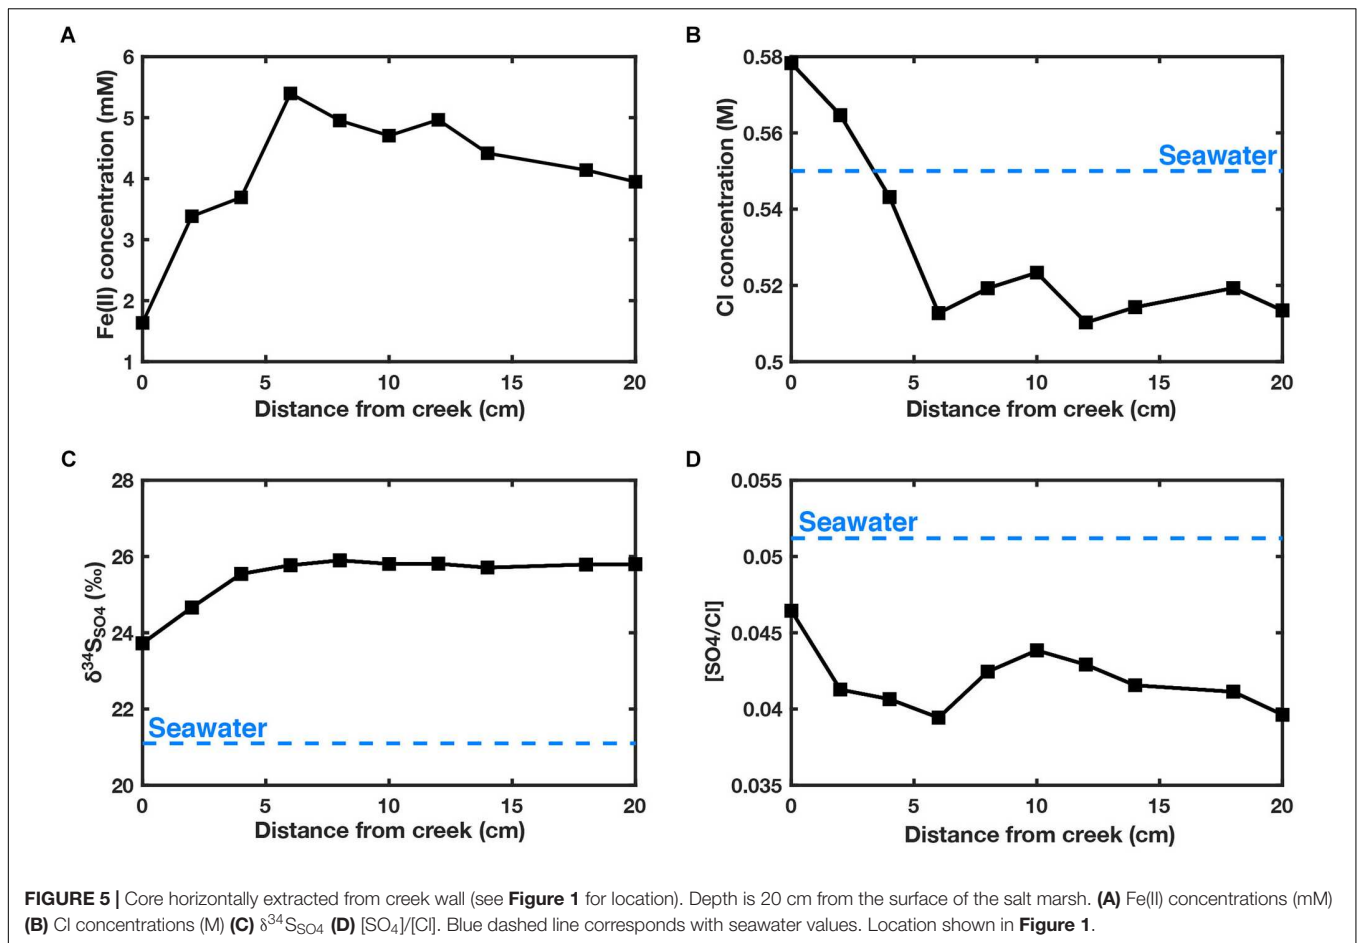 A
B
6
5
4
3
2
1
Fe(II) concentration (mM)
0
5
10
15
20
Distance from creek (cm)
0.58
0.56
0.54
0.52
0.5
Cl concentration (M)
Seawater
0
5
10
15
20
Distance from creek (cm)
C
D
28
26
24
22
20
δ³⁴S_SO4 (‰)
Seawater
0
5
10
15
20
Distance from creek (cm)
0.055
0.05
0.045
0.04
0.035
[SO4/Cl]
Seawater
0
5
10
15
20
Distance from creek (cm)
FIGURE 5 | Core horizontally extracted from creek wall (see Figure 1 for location). Depth is 20 cm from the surface of the salt marsh. (A) Fe(II) concentrations (mM)
(B) Cl concentrations (M) (C) δ³⁴S_SO4 (D) [SO₄]/[Cl]. Blue dashed line corresponds with seawater values. Location shown in Figure 1.